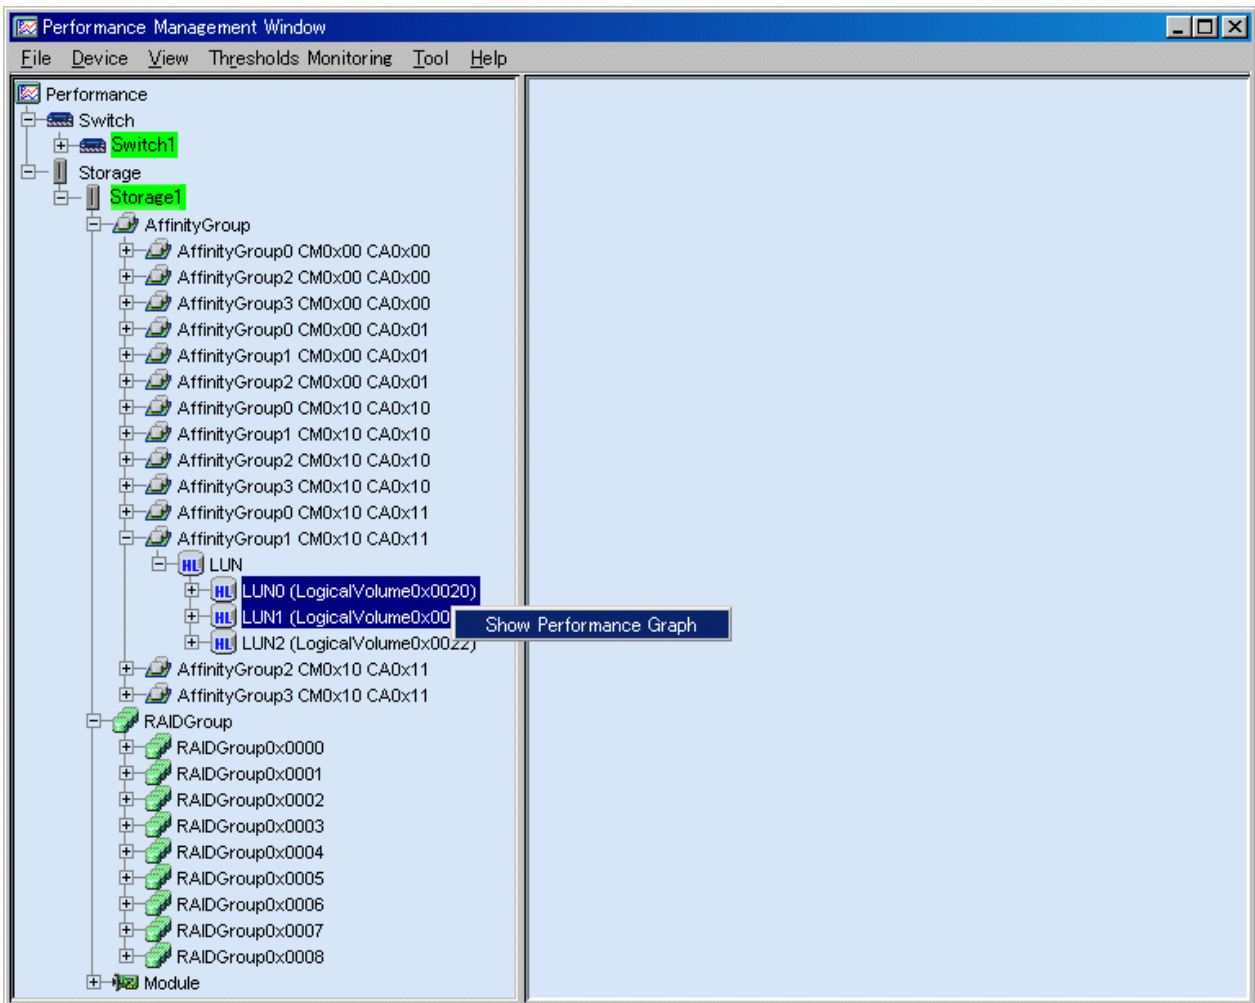 Performance Management Window
File Device View Thresholds Monitoring Tool Help
Performance
Switch
Switch1
Storage
Storage1
AffinityGroup
AffinityGroup0 CM0x00 CA0x00
AffinityGroup2 CM0x00 CA0x00
AffinityGroup3 CM0x00 CA0x00
AffinityGroup0 CM0x00 CA0x01
AffinityGroup1 CM0x00 CA0x01
AffinityGroup2 CM0x00 CA0x01
AffinityGroup0 CM0x10 CA0x10
AffinityGroup1 CM0x10 CA0x10
AffinityGroup2 CM0x10 CA0x10
AffinityGroup3 CM0x10 CA0x10
AffinityGroup0 CM0x10 CA0x11
AffinityGroup1 CM0x10 CA0x11
HL LUN
HL LUN0 (LogicalVolume0x0020)
HL LUN1 (LogicalVolume0x00
Show Performance Graph
HL LUN2 (LogicalVolume0x0022)
AffinityGroup2 CM0x10 CA0x11
AffinityGroup3 CM0x10 CA0x11
RAIDGroup
RAIDGroup0x0000
RAIDGroup0x0001
RAIDGroup0x0002
RAIDGroup0x0003
RAIDGroup0x0004
RAIDGroup0x0005
RAIDGroup0x0006
RAIDGroup0x0007
RAIDGroup0x0008
Module